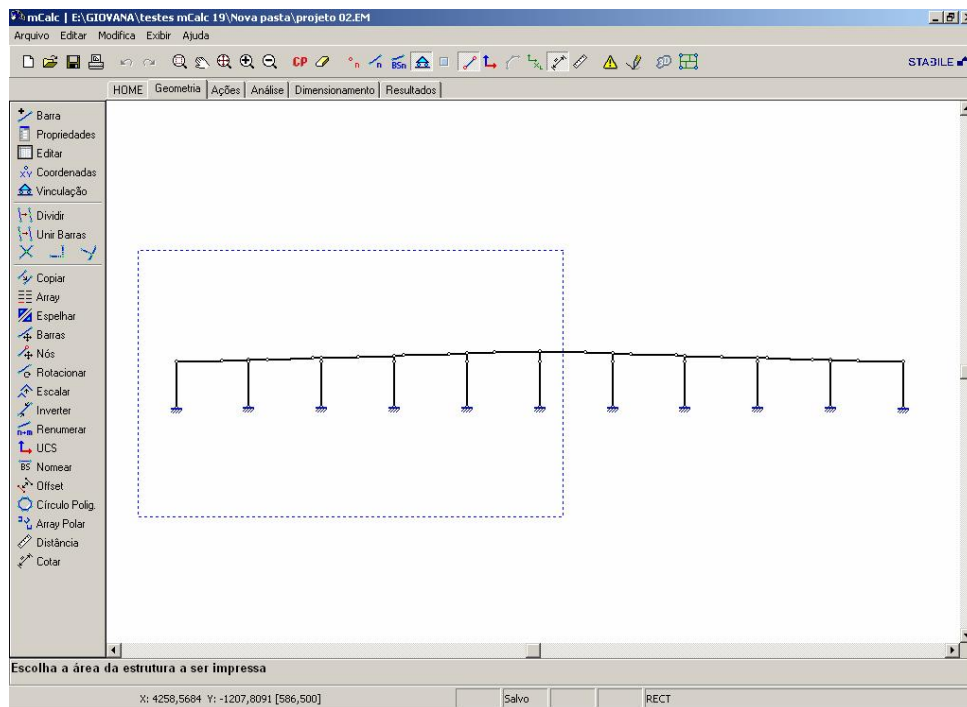 mCalc | E:\GIOVANA\testes mCalc 19\Nova pasta\projeto 02.EM
Arquivo Editar Modifica Exibir Ajuda
CP n n BSn STABILE
HOME Geometria Ações Análise Dimensionamento Resultados
Barra
Propriedades
Editar
XY Coordenadas
Vinculação
Dividir
Unir Barras
Copiar
Array
Espelhar
Barras
Nós
Rotacionar
Escalar
Inverter
n+m Renumerar
UCS
BS Nomear
Offset
Círculo Polig.
Array Polar
Distância
Cotar
Escolha a área da estrutura a ser impressa
X: 4258,5684 Y: -1207,8091 [586,500] Salvo RECT